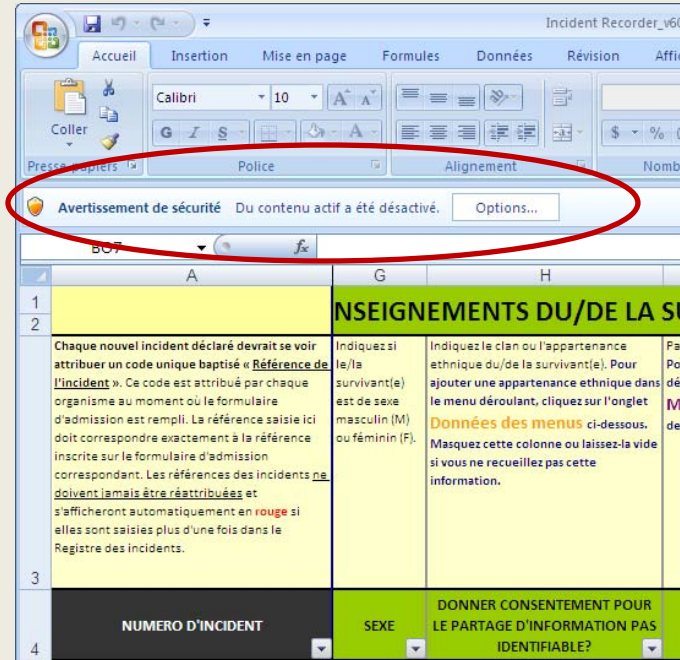 Incident Recorder_v60
Accueil Insertion Mise en page Formules Données Révision Affic
Calibri 10 A A
Coller
G I S A $ %
Presse-papiers Police Alignement Nomb
Avertissement de sécurité Du contenu actif a été désactivé. Options...
BO7 fx
A G H
1
2
NSEIGNEMENTS DU/DE LA SU
3
Chaque nouvel incident déclaré devrait se voir
attribuer un code unique baptisé « Référence de
l'incident ». Ce code est attribué par chaque
organisme au moment où le formulaire
d'admission est rempli. La référence saisie ici
doit correspondre exactement à la référence
inscrite sur le formulaire d'admission
correspondant. Les références des incidents ne
doivent jamais être réattribuées et
s'afficheront automatiquement en rouge si
elles sont saisies plus d'une fois dans le
Registre des incidents.
Indiquez si
le/la
survivant(e)
est de sexe
masculin (M)
ou féminin (F).
Indiquez le clan ou l'appartenance
ethnique du/de la survivant(e). Pour
ajouter une appartenance ethnique dans
le menu déroulant, cliquez sur l'onglet
Données des menus ci-dessous.
Masquez cette colonne ou laissez-la vide
si vous ne recueillez pas cette
information.
Pa
Po
dé
M
de
4
NUMERO D'INCIDENT
SEXE
DONNER CONSENTEMENT POUR
LE PARTAGE D'INFORMATION PAS
IDENTIFIABLE?